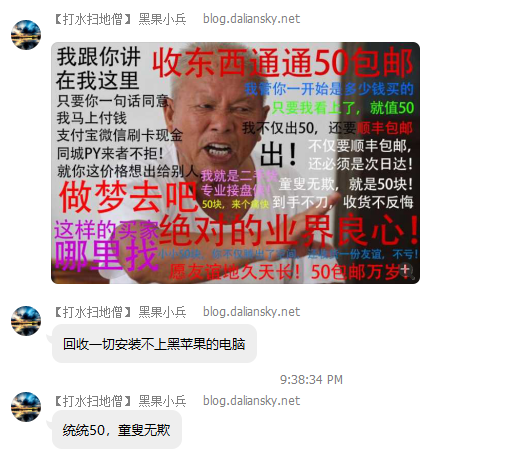 【打水扫地僧】 黑果小兵 blog.daliansky.net
我跟你讲
在我这里
收东西通通50包邮
我管你一开始是多少钱买的
只要你一句话同意
只要我看上了，就值50
我马上付钱
我不仅出50，还要顺丰包邮
支付宝微信刷卡现金
同城PY来者不拒！
出！
不仅要顺丰包邮，
还必须是次日达！
就你这价格想出给别人
做梦去吧
专业接盘侠
童叟无欺，就是50块！
50块，来个痛快
到手不刀，收货不反悔
这样的买家
哪里找
绝对的业界良心！
愿友谊地久天长！50包邮万岁！
【打水扫地僧】 黑果小兵 blog.daliansky.net
回收一切安装不上黑苹果的电脑
9:38:34 PM
【打水扫地僧】 黑果小兵 blog.daliansky.net
统统50，童叟无欺